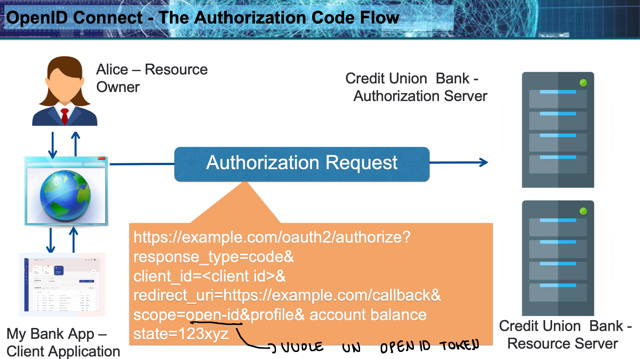 OpenID Connect - The Authorization Code Flow
Alice – Resource
Owner
Credit Union Bank -
Authorization Server
Authorization Request
https://example.com/oauth2/authorize?
response_type=code&
client_id=<client id>&
redirect_uri=https://example.com/callback&
scope=open-id&profile& account balance
state=123xyz
VUOLE UN OPENID TOKEN
My Bank App –
Client Application
Credit Union Bank -
Resource Server